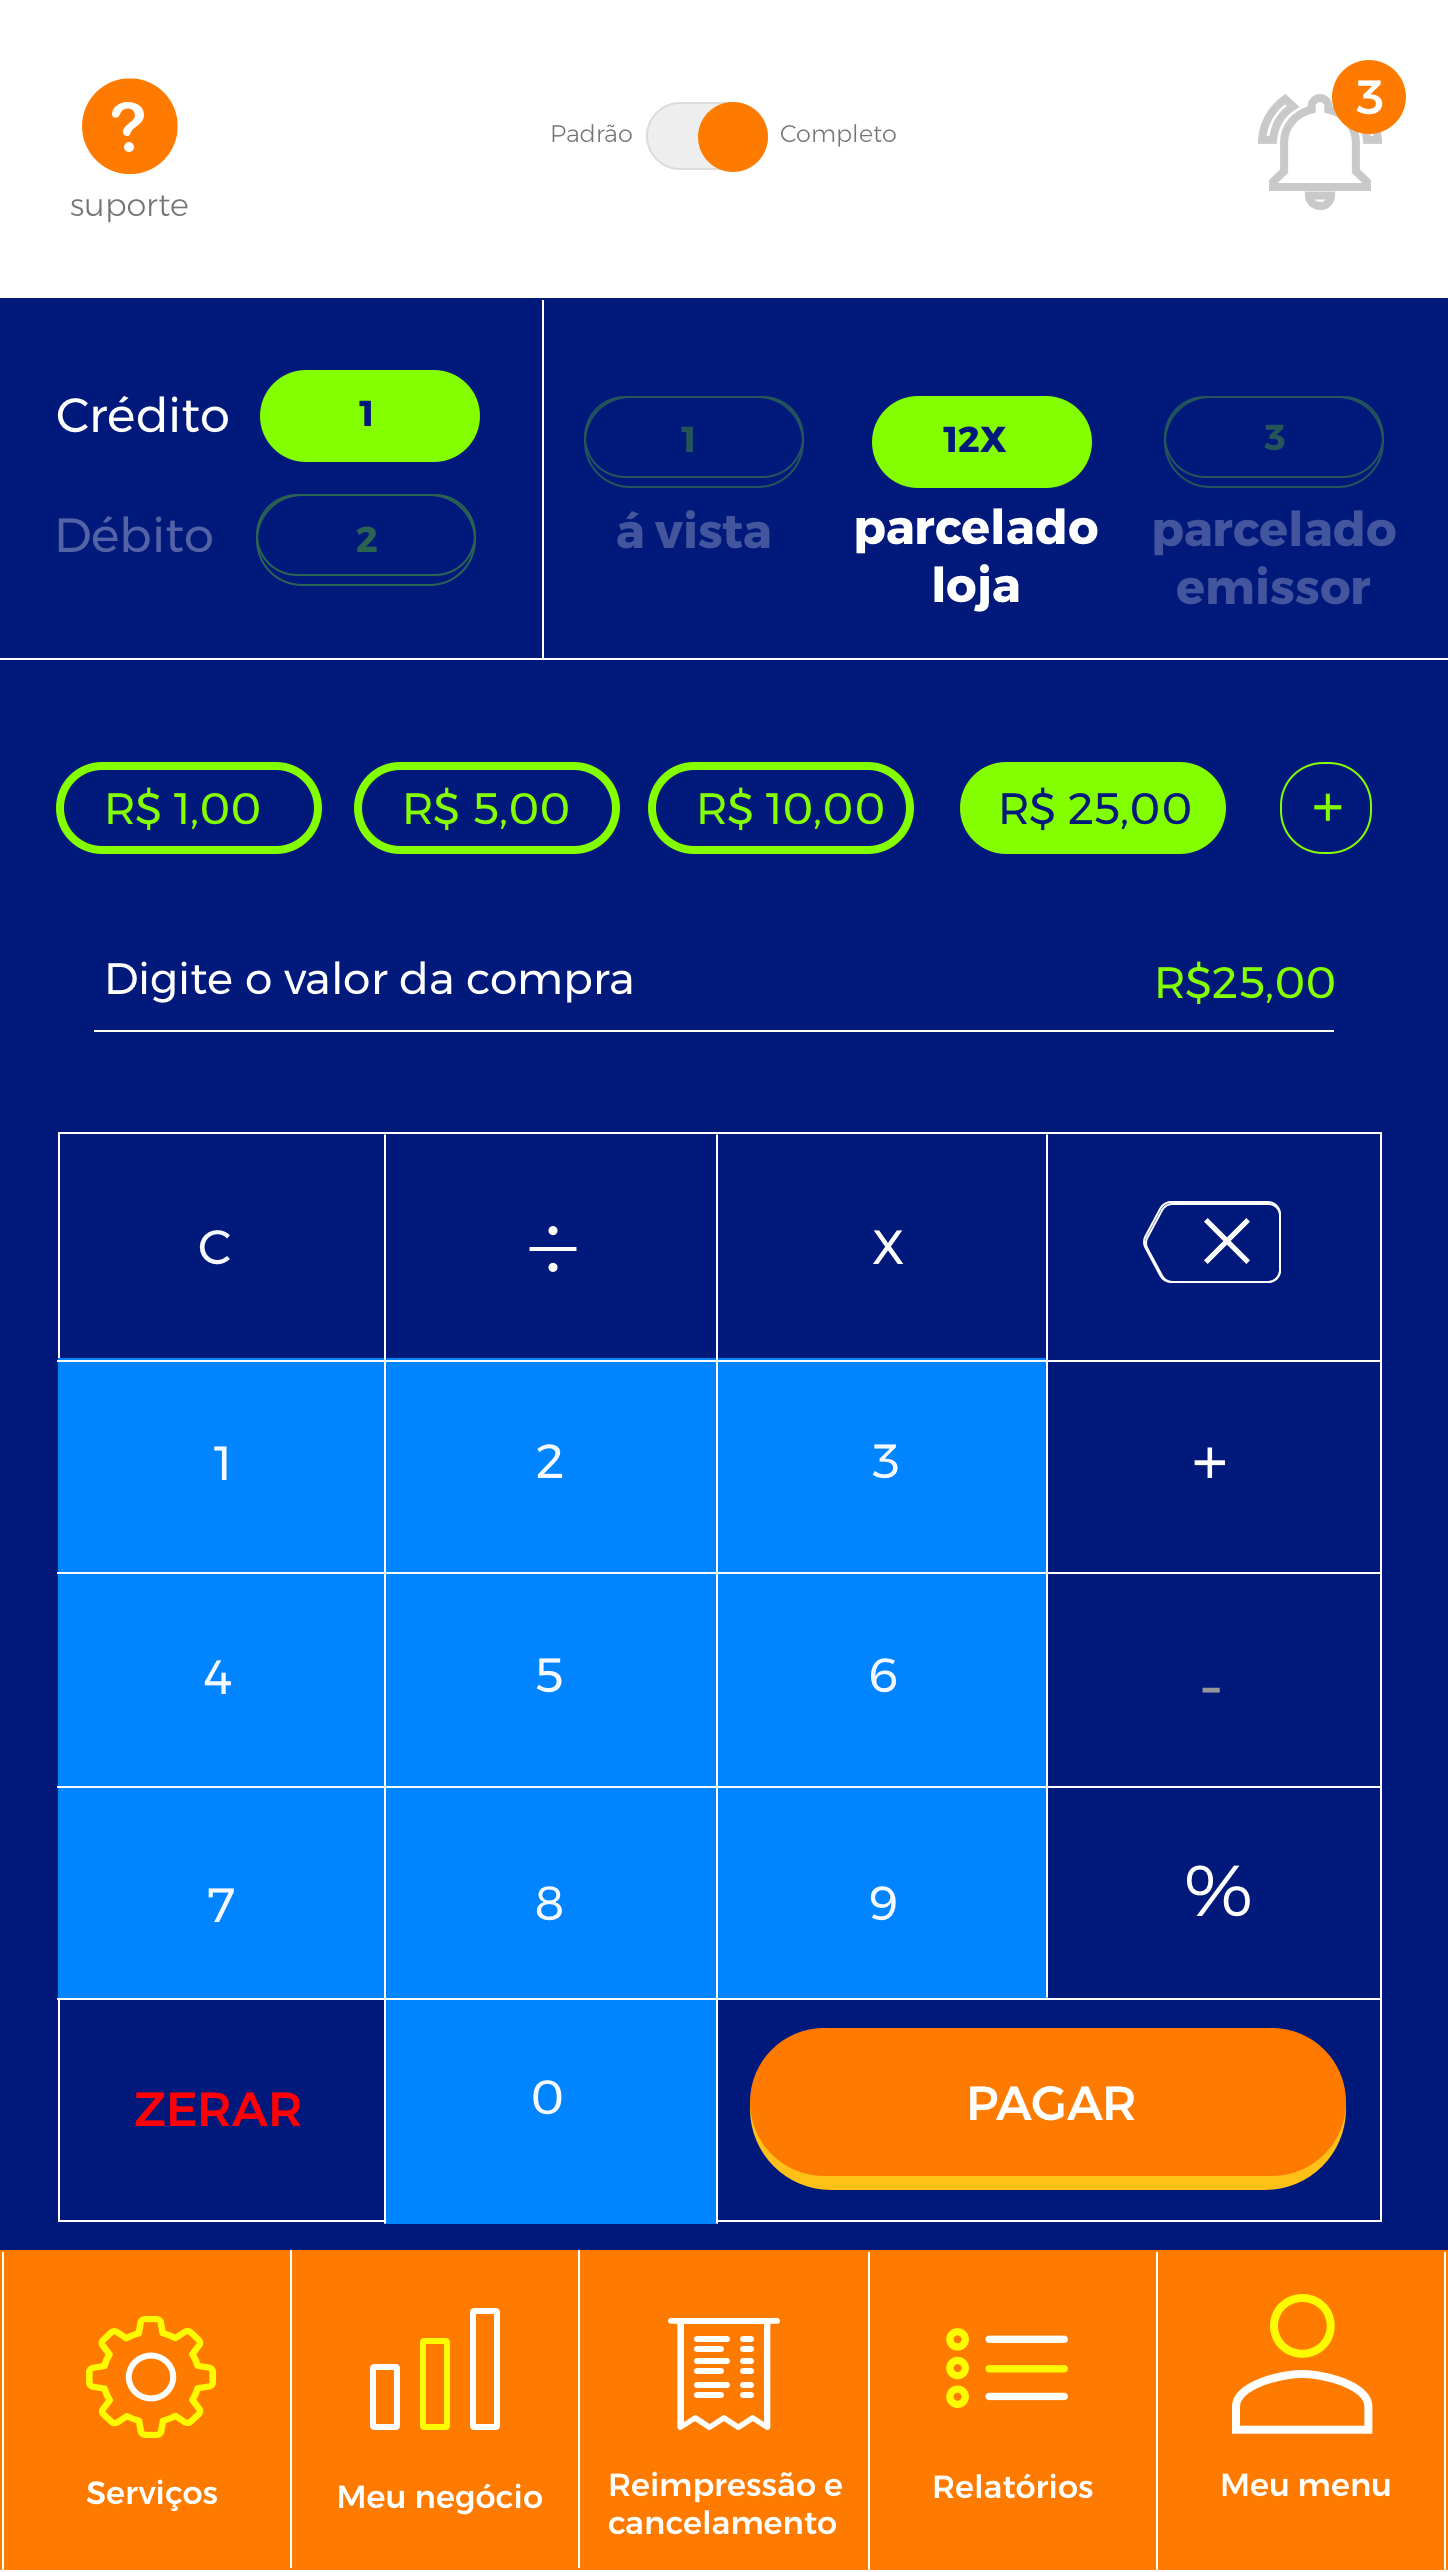 ?
suporte
Padrão
Completo
3
Crédito
1
Débito
2
1
á vista
12X
parcelado
loja
3
parcelado
emissor
R$ 1,00
R$ 5,00
R$ 10,00
R$ 25,00
+
Digite o valor da compra
R$25,00
C
÷
X
1
2
3
+
4
5
6
-
7
8
9
%
ZERAR
0
PAGAR
Serviços
Meu negócio
Reimpressão e
cancelamento
Relatórios
Meu menu